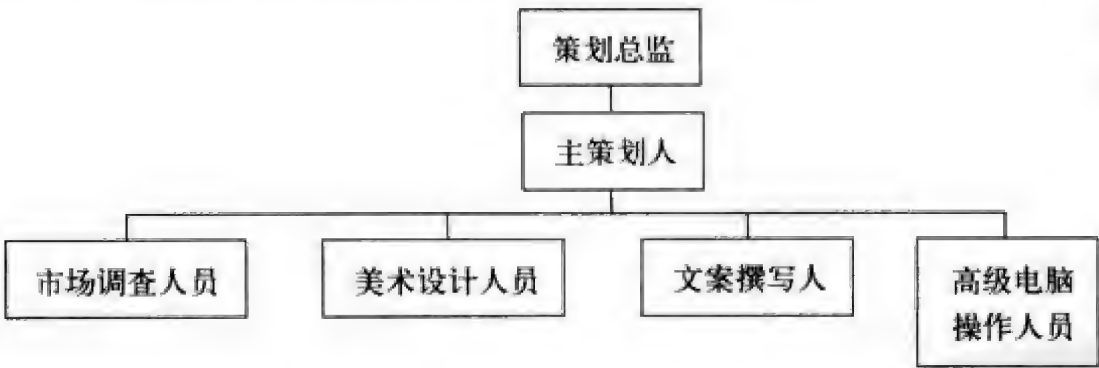 策划总监
主策划人
市场调查人员
美术设计人员
文案撰写人
高级电脑
操作人员